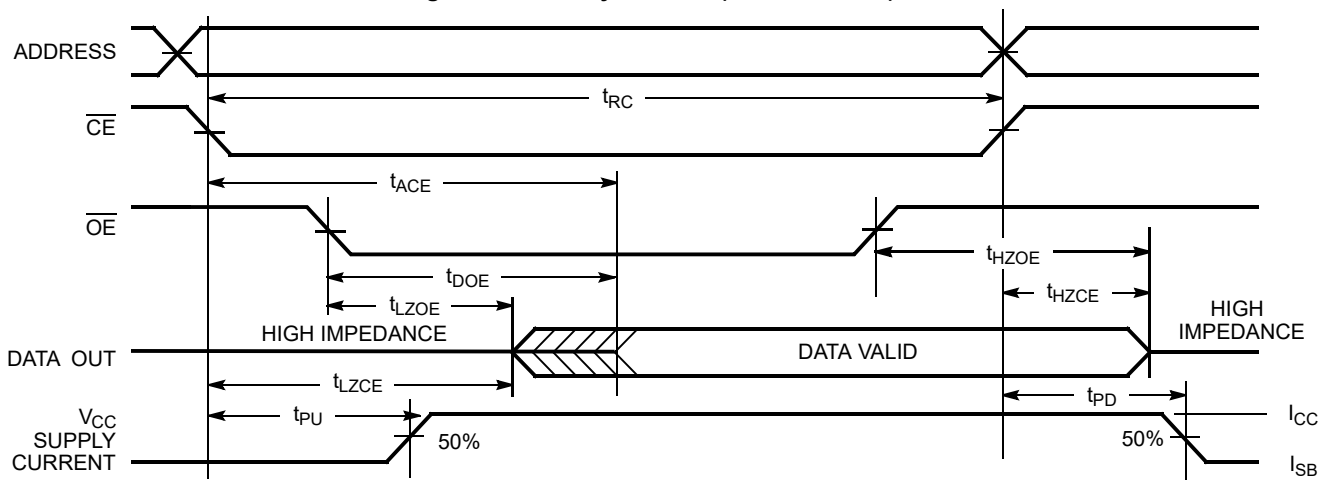 ADDRESS
tRC
CE
tACE
OE
tHZOE
tDOE
tHZCE
tLZOE
HIGH IMPEDANCE
HIGH
IMPEDANCE
DATA OUT
DATA VALID
tLZCE
tPD
tPU
VCC
SUPPLY
CURRENT
50%
50%
ICC
ISB